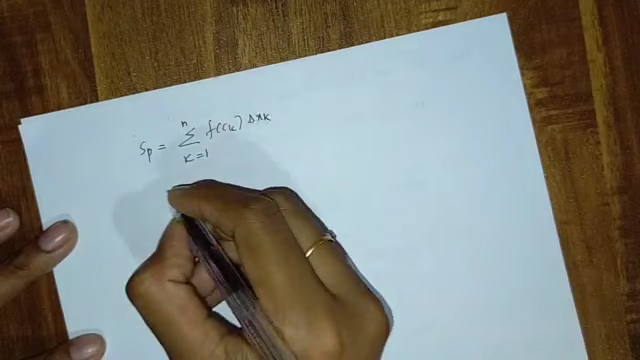 Sp = n Σ K=1 f(ck) Δxk